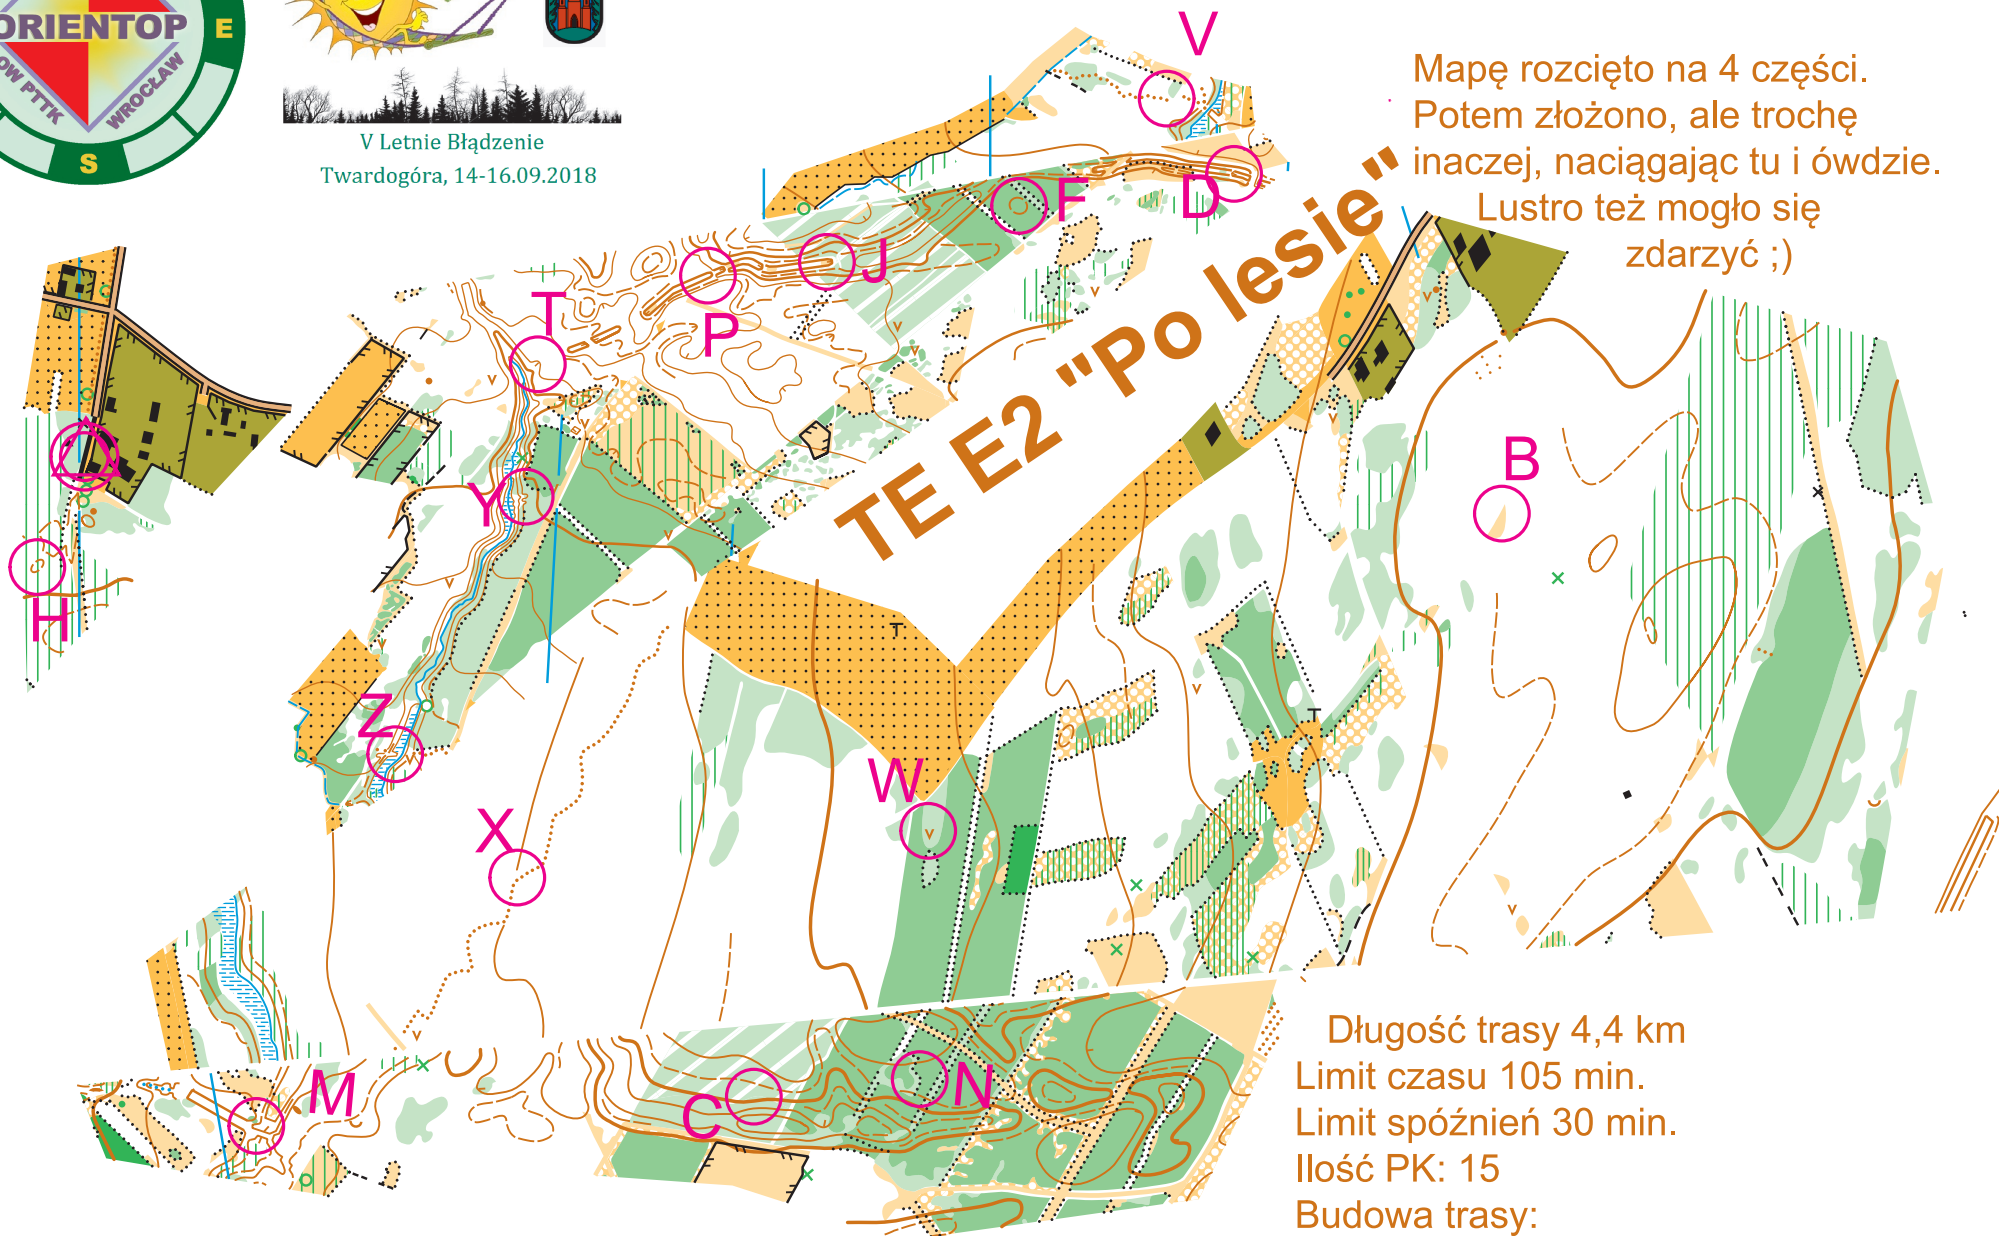 ORIENTOP
OW PTTK
WROCŁAW
E
S
V Letnie Błądzenie
Twardogóra, 14-16.09.2018
Mapę rozcięto na 4 części.
Potem złożono, ale trochę
inaczej, naciągając tu i ówdzie.
Lustro też mogło się
zdarzyć ;)
TE E2 "Po lesie"
V
F
D
J
P
T
Y
B
H
Z
X
W
M
C
N
Długość trasy 4,4 km
Limit czasu 105 min.
Limit spóźnień 30 min.
Ilość PK: 15
Budowa trasy: